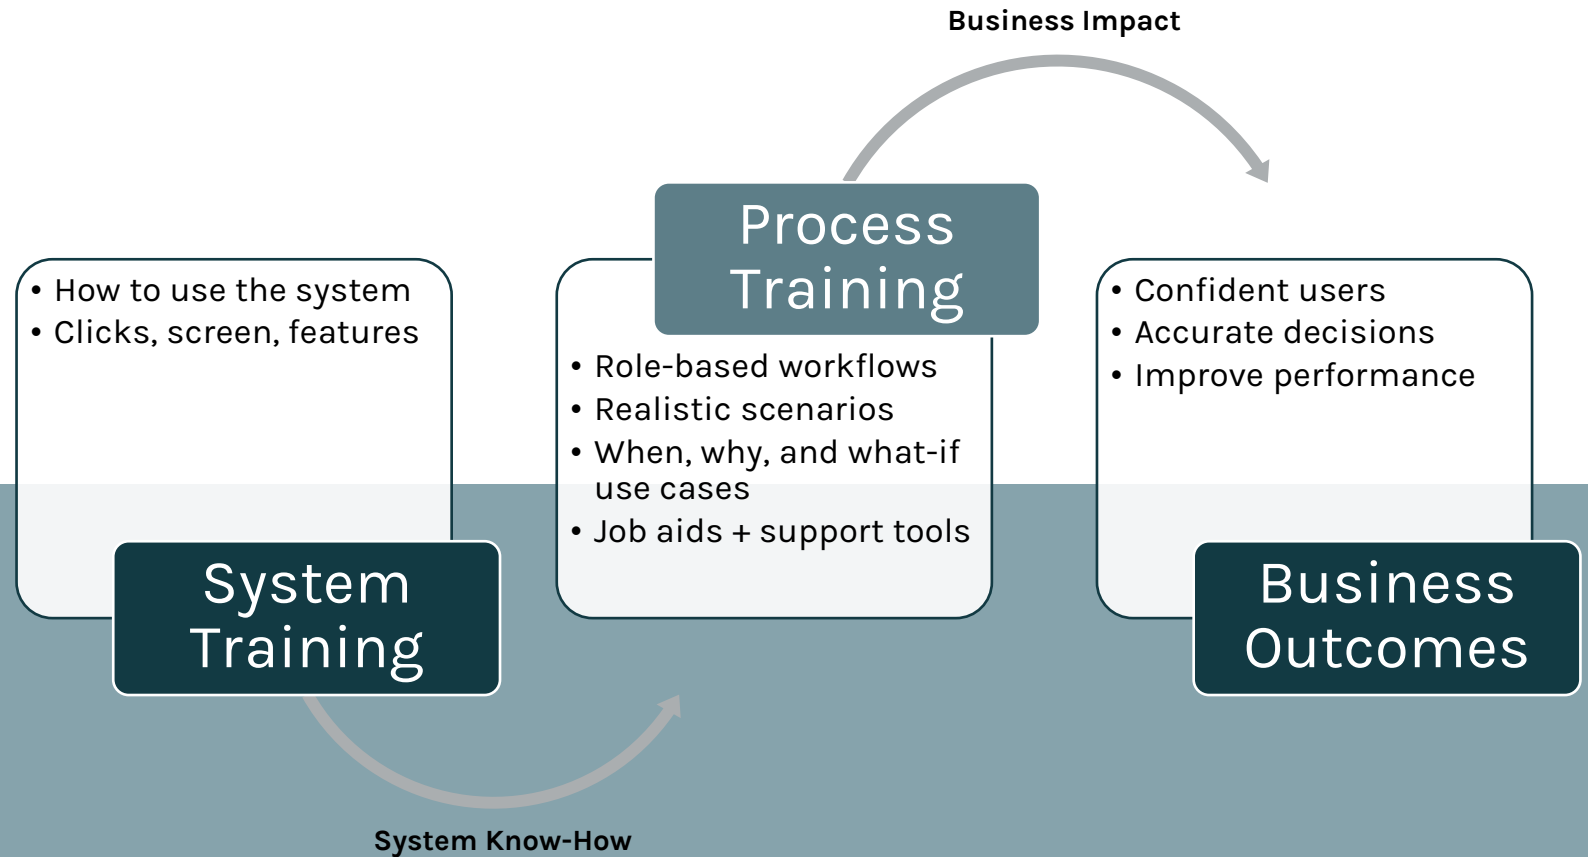 Business Impact
• How to use the system
• Clicks, screen, features
System
Training
System Know-How
Process
Training
• Role-based workflows
• Realistic scenarios
• When, why, and what-if
use cases
• Job aids + support tools
• Confident users
• Accurate decisions
• Improve performance
Business
Outcomes